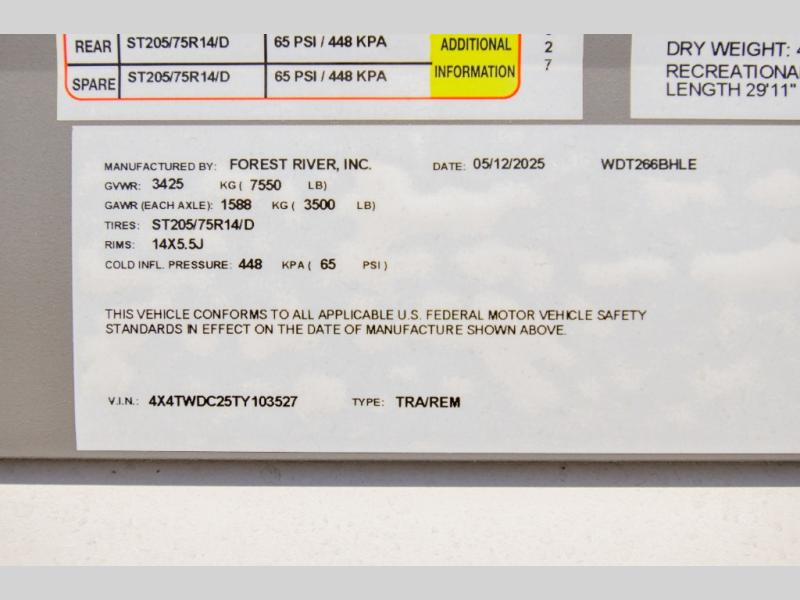 REAR ST205/75R14/D 65 PSI / 448 KPA ADDITIONAL
SPARE ST205/75R14/D 65 PSI / 448 KPA INFORMATION
2
7
DRY WEIGHT:
RECREATIONA
LENGTH 29'11"
MANUFACTURED BY: FOREST RIVER, INC. DATE: 05/12/2025 WDT266BHLE
GVWR: 3425 KG ( 7550 LB)
GAWR (EACH AXLE): 1588 KG ( 3500 LB)
TIRES: ST205/75R14/D
RIMS: 14X5.5J
COLD INFL. PRESSURE: 448 KPA ( 65 PSI )
THIS VEHICLE CONFORMS TO ALL APPLICABLE U.S. FEDERAL MOTOR VEHICLE SAFETY
STANDARDS IN EFFECT ON THE DATE OF MANUFACTURE SHOWN ABOVE.
V.I.N.: 4X4TWDC25TY103527 TYPE: TRA/REM